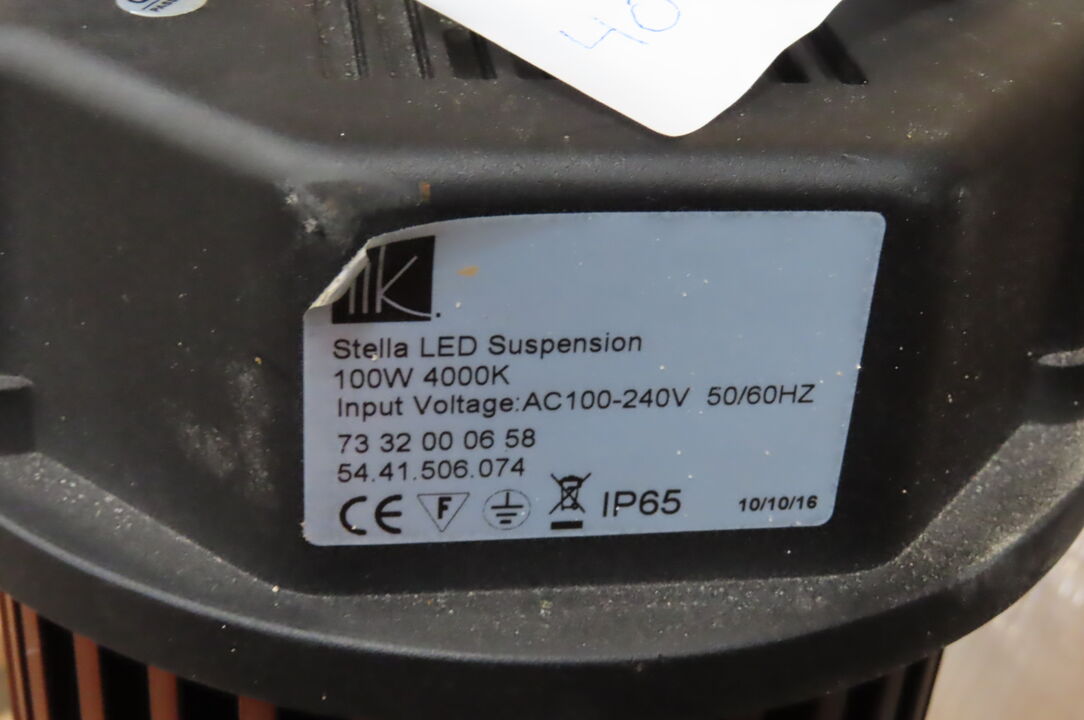 40
k.
Stella LED Suspension
100W 4000K
Input Voltage:AC100-240V 50/60HZ
73 32 00 06 58
54.41.506.074
CE F IP65 10/10/16